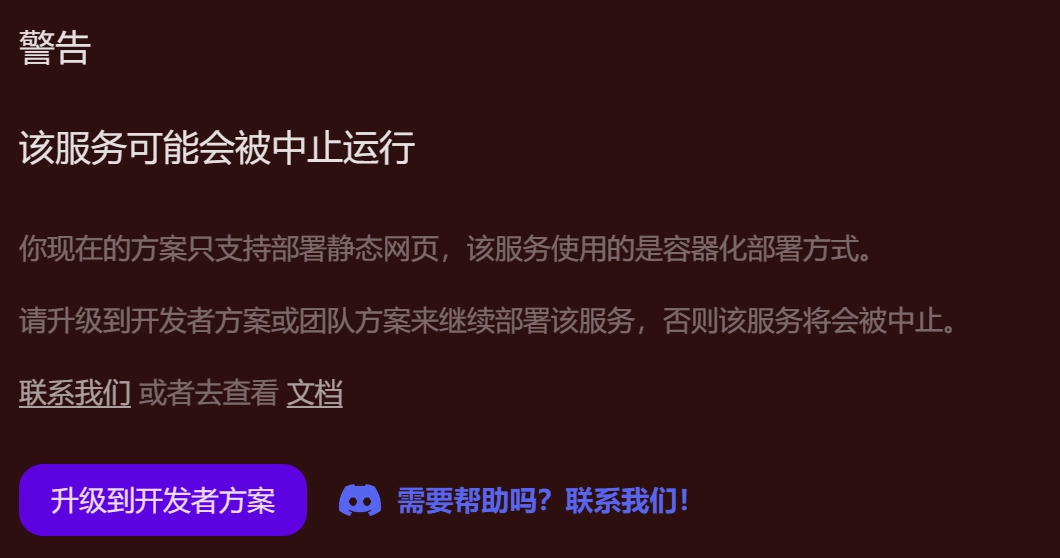 警告
该服务可能会被中止运行
你现在的方案只支持部署静态网页，该服务使用的是容器化部署方式。
请升级到开发者方案或团队方案来继续部署该服务，否则该服务将会被中止。
联系我们 或者去查看 文档
升级到开发者方案 需要帮助吗？联系我们！